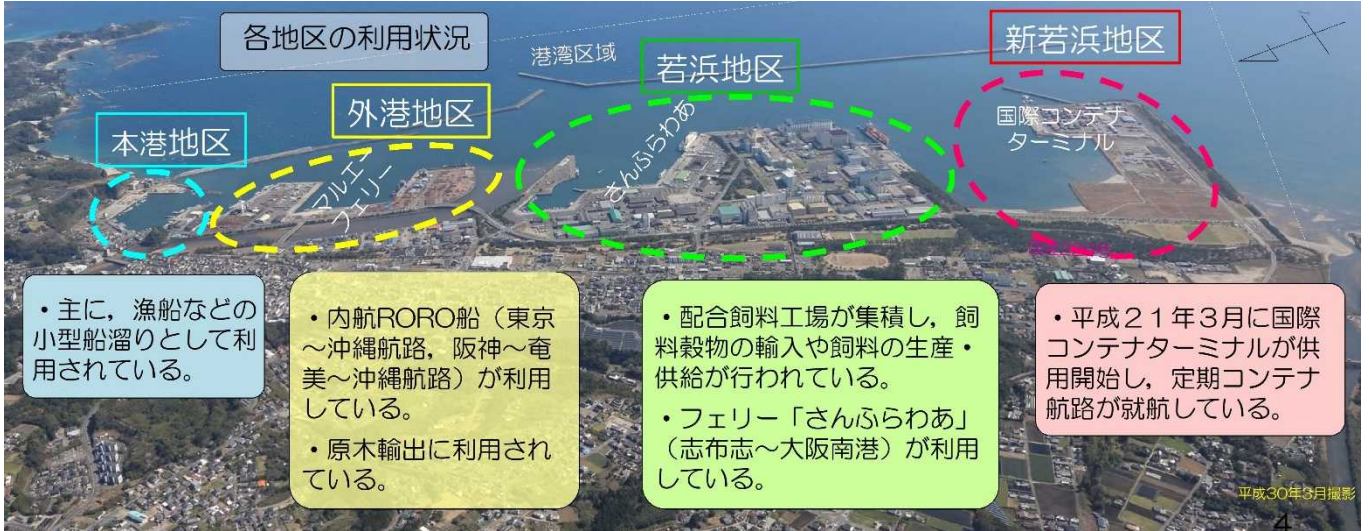 各地区の利用状況
港湾区域
新若浜地区
若浜地区
外港地区
本港地区
国際コンテナ
ターミナル
さんふらわあ
マルエー
フェリー
・主に，漁船などの
小型船溜りとして利
用されている。
・内航RORO船（東京
～沖縄航路，阪神～奄
美～沖縄航路）が利用
している。
・原木輸出に利用され
ている。
・配合飼料工場が集積し，飼
料穀物の輸入や飼料の生産・
供給が行われている。
・フェリー「さんふらわあ」
（志布志～大阪南港）が利用
している。
・平成２１年３月に国際
コンテナターミナルが供
用開始し，定期コンテナ
航路が就航している。
平成30年3月撮影
4